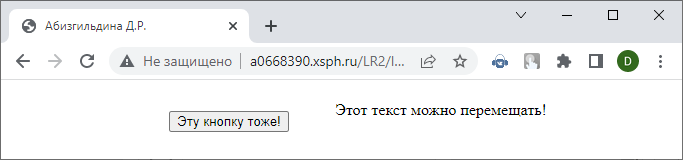 Абизгильдина Д.Р.
Не защищено a0668390.xsph.ru/LR2/l...
D
Этот текст можно перемещать!
Эту кнопку тоже!